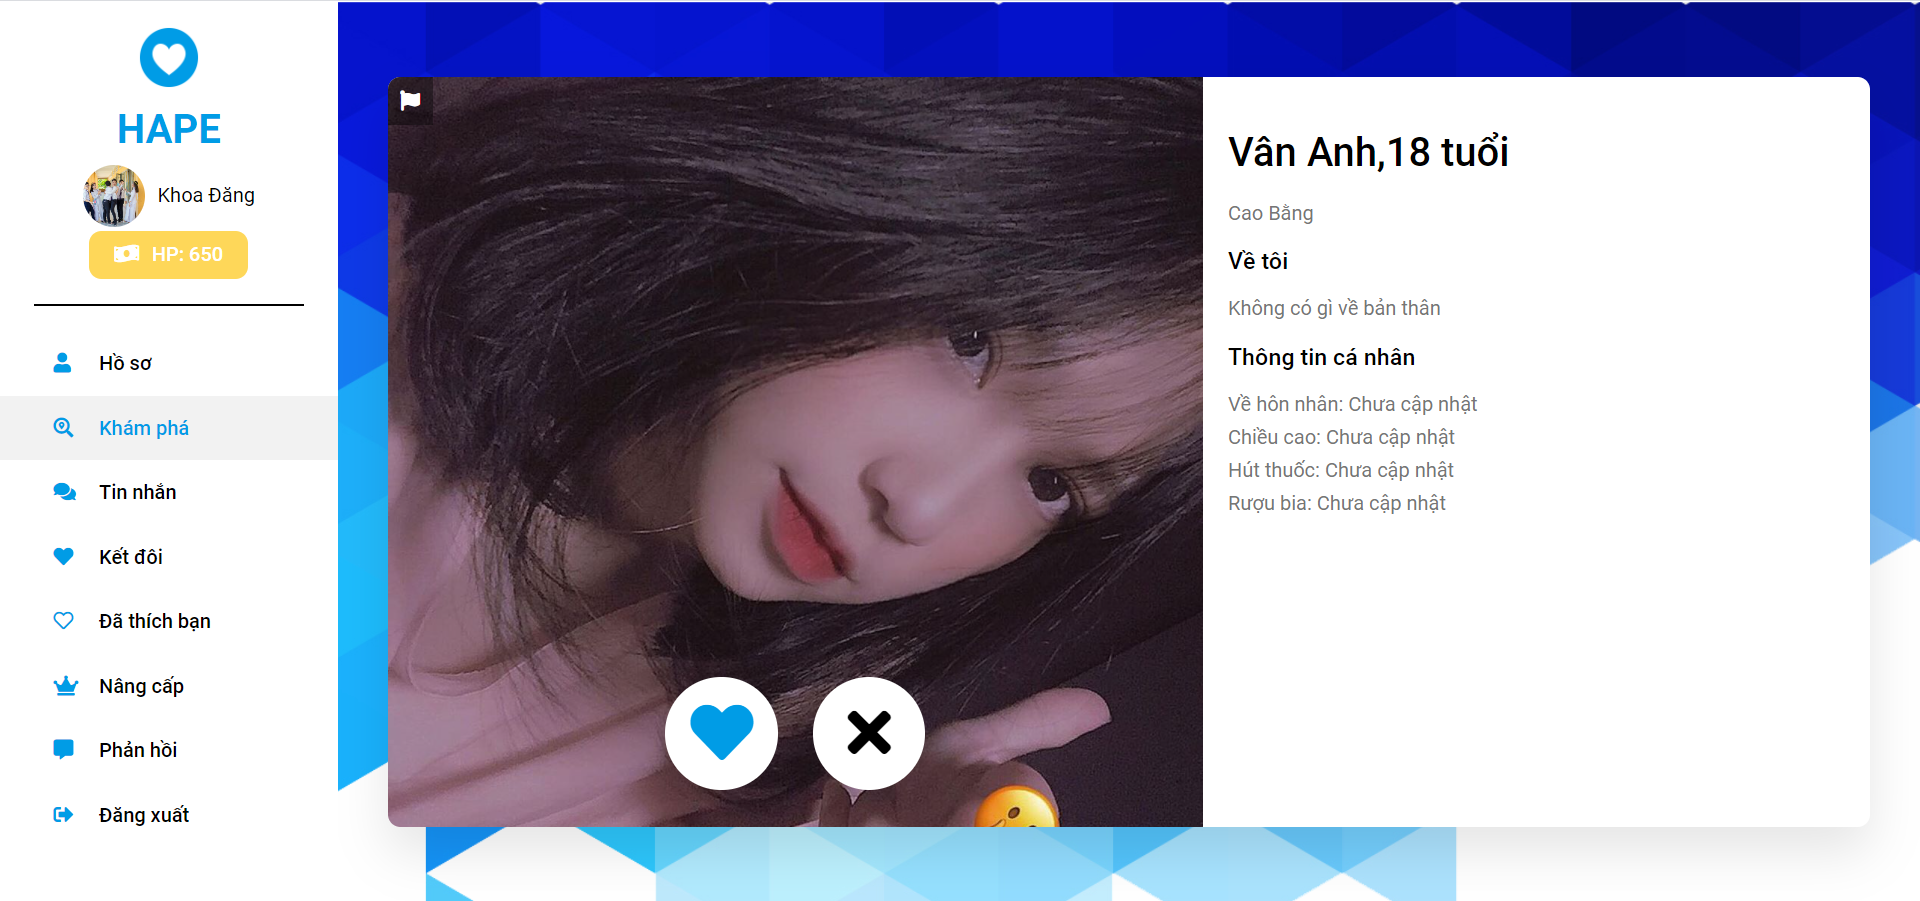 HAPE
Khoa Đăng
HP: 650
Hồ sơ
Khám phá
Tin nhắn
Kết đôi
Đã thích bạn
Nâng cấp
Phản hồi
Đăng xuất
Vân Anh,18 tuổi
Cao Bằng
Về tôi
Không có gì về bản thân
Thông tin cá nhân
Về hôn nhân: Chưa cập nhật
Chiều cao: Chưa cập nhật
Hút thuốc: Chưa cập nhật
Rượu bia: Chưa cập nhật